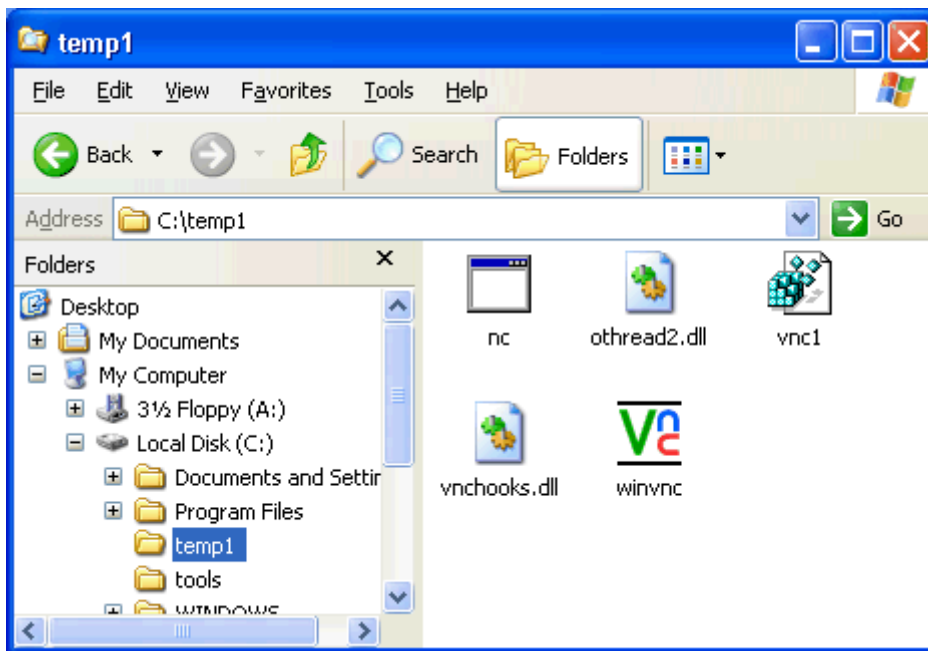 temp1
File Edit View Favorites Tools Help
Back Search Folders
Address C:\temp1 Go
Folders
Desktop
My Documents
My Computer
3½ Floppy (A:)
Local Disk (C:)
Documents and Settir
Program Files
temp1
tools
WINDOWS
nc othread2.dll vnc1
vnchooks.dll winvnc